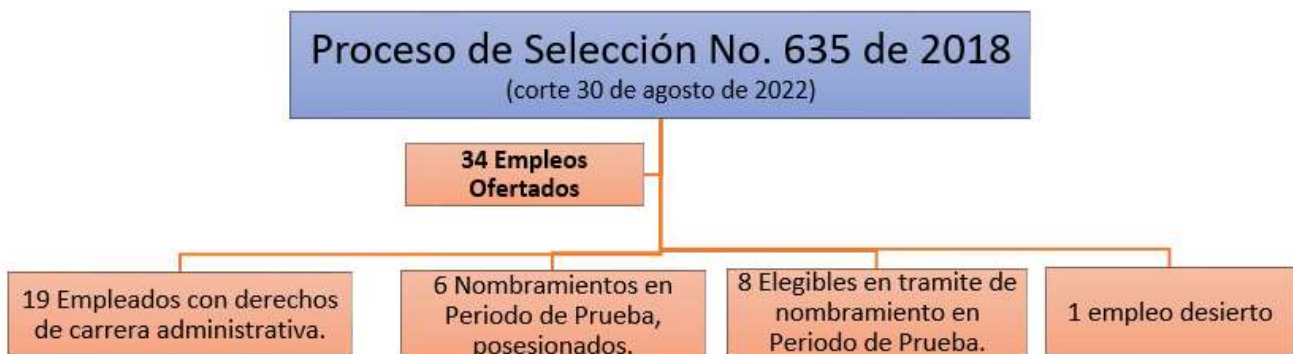 Proceso de Selección No. 635 de 2018
(corte 30 de agosto de 2022)
34 Empleos
Ofertados
19 Empleados con derechos
de carrera administrativa.
6 Nombramientos en
Periodo de Prueba,
posesionados.
8 Elegibles en tramite de
nombramiento en
Periodo de Prueba.
1 empleo desierto